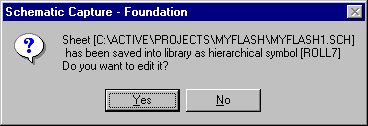 Schematic Capture - Foundation
Sheet [C:\ACTIVE\PROJECTS\MYFLASH\MYFLASH1.SCH]
has been saved into library as hierarchical symbol [ROLL7]
Do you want to edit it?
Yes
No